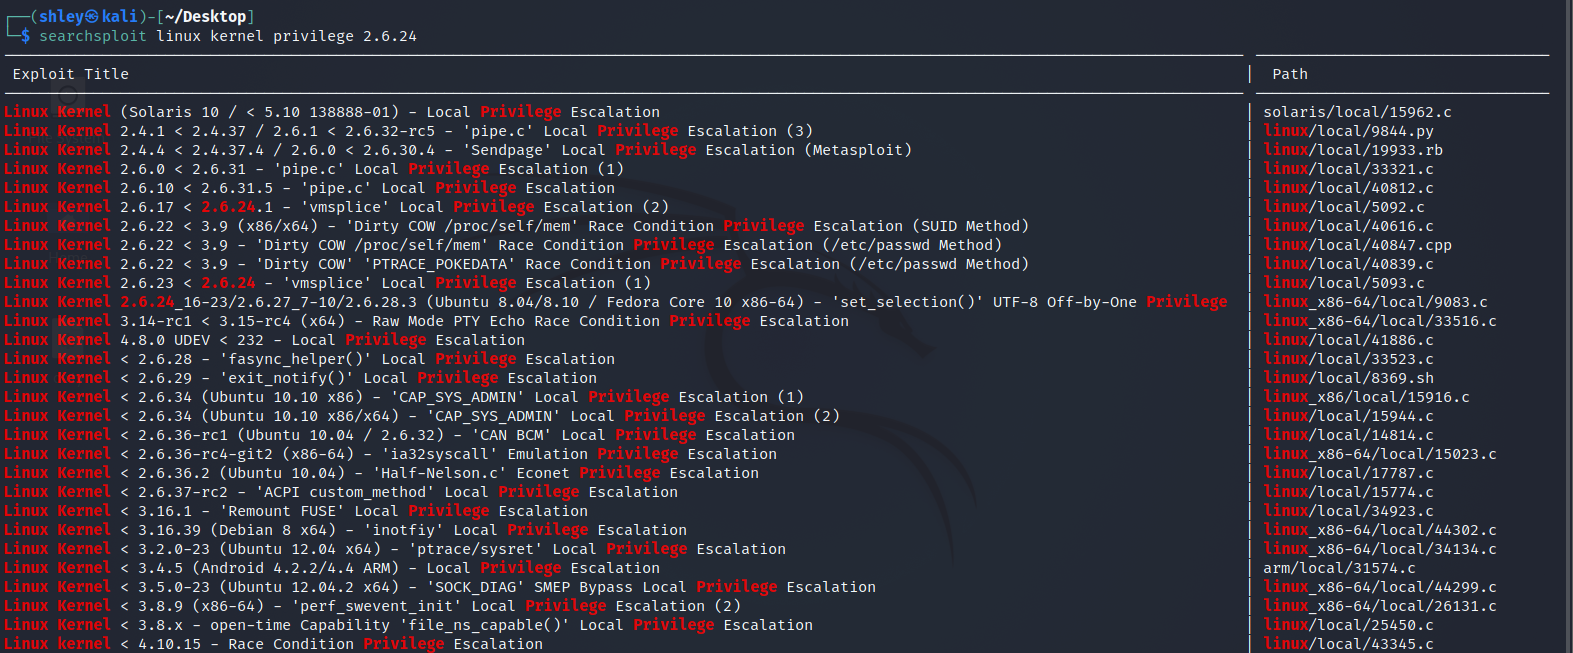 (shley㉿kali)-[~/Desktop]
$ searchsploit linux kernel privilege 2.6.24
Exploit Title | Path
Linux Kernel (Solaris 10 / < 5.10 138888-01) - Local Privilege Escalation | solaris/local/15962.c
Linux Kernel 2.4.1 < 2.4.37 / 2.6.1 < 2.6.32-rc5 - 'pipe.c' Local Privilege Escalation (3) | linux/local/9844.py
Linux Kernel 2.4.4 < 2.4.37.4 / 2.6.0 < 2.6.30.4 - 'Sendpage' Local Privilege Escalation (Metasploit) | linux/local/19933.rb
Linux Kernel 2.6.0 < 2.6.31 - 'pipe.c' Local Privilege Escalation (1) | linux/local/33321.c
Linux Kernel 2.6.10 < 2.6.31.5 - 'pipe.c' Local Privilege Escalation | linux/local/40812.c
Linux Kernel 2.6.17 < 2.6.24.1 - 'vmsplice' Local Privilege Escalation (2) | linux/local/5092.c
Linux Kernel 2.6.22 < 3.9 (x86/x64) - 'Dirty COW /proc/self/mem' Race Condition Privilege Escalation (SUID Method) | linux/local/40616.c
Linux Kernel 2.6.22 < 3.9 - 'Dirty COW /proc/self/mem' Race Condition Privilege Escalation (/etc/passwd Method) | linux/local/40847.cpp
Linux Kernel 2.6.22 < 3.9 - 'Dirty COW' 'PTRACE_POKEDATA' Race Condition Privilege Escalation (/etc/passwd Method) | linux/local/40839.c
Linux Kernel 2.6.23 < 2.6.24 - 'vmsplice' Local Privilege Escalation (1) | linux/local/5093.c
Linux Kernel 2.6.24_16-23/2.6.27_7-10/2.6.28.3 (Ubuntu 8.04/8.10 / Fedora Core 10 x86-64) - 'set_selection()' UTF-8 Off-by-One Privilege | linux_x86-64/local/9083.c
Linux Kernel 3.14-rc1 < 3.15-rc4 (x64) - Raw Mode PTY Echo Race Condition Privilege Escalation | linux_x86-64/local/33516.c
Linux Kernel 4.8.0 UDEV < 232 - Local Privilege Escalation | linux/local/41886.c
Linux Kernel < 2.6.28 - 'fasync_helper()' Local Privilege Escalation | linux/local/33523.c
Linux Kernel < 2.6.29 - 'exit_notify()' Local Privilege Escalation | linux/local/8369.sh
Linux Kernel < 2.6.34 (Ubuntu 10.10 x86) - 'CAP_SYS_ADMIN' Local Privilege Escalation (1) | linux_x86/local/15916.c
Linux Kernel < 2.6.34 (Ubuntu 10.10 x86/x64) - 'CAP_SYS_ADMIN' Local Privilege Escalation (2) | linux/local/15944.c
Linux Kernel < 2.6.36-rc1 (Ubuntu 10.04 / 2.6.32) - 'CAN BCM' Local Privilege Escalation | linux/local/14814.c
Linux Kernel < 2.6.36-rc4-git2 (x86-64) - 'ia32syscall' Emulation Privilege Escalation | linux_x86-64/local/15023.c
Linux Kernel < 2.6.36.2 (Ubuntu 10.04) - 'Half-Nelson.c' Econet Privilege Escalation | linux/local/17787.c
Linux Kernel < 2.6.37-rc2 - 'ACPI custom_method' Local Privilege Escalation | linux/local/15774.c
Linux Kernel < 3.16.1 - 'Remount FUSE' Local Privilege Escalation | linux/local/34923.c
Linux Kernel < 3.16.39 (Debian 8 x64) - 'inotfiy' Local Privilege Escalation | linux_x86-64/local/44302.c
Linux Kernel < 3.2.0-23 (Ubuntu 12.04 x64) - 'ptrace/sysret' Local Privilege Escalation | linux_x86-64/local/34134.c
Linux Kernel < 3.4.5 (Android 4.2.2/4.4 ARM) - Local Privilege Escalation | arm/local/31574.c
Linux Kernel < 3.5.0-23 (Ubuntu 12.04.2 x64) - 'SOCK_DIAG' SMEP Bypass Local Privilege Escalation | linux_x86-64/local/44299.c
Linux Kernel < 3.8.9 (x86-64) - 'perf_swevent_init' Local Privilege Escalation (2) | linux_x86-64/local/26131.c
Linux Kernel < 3.8.x - open-time Capability 'file_ns_capable()' Local Privilege Escalation | linux/local/25450.c
Linux kernel < 4.10.15 - Race Condition Privilege Escalation | linux/local/43345.c